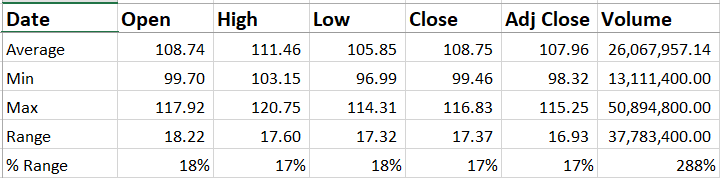 Date Open High Low Close Adj Close Volume
Average 108.74 111.46 105.85 108.75 107.96 26,067,957.14
Min 99.70 103.15 96.99 99.46 98.32 13,111,400.00
Max 117.92 120.75 114.31 116.83 115.25 50,894,800.00
Range 18.22 17.60 17.32 17.37 16.93 37,783,400.00
% Range 18% 17% 18% 17% 17% 288%